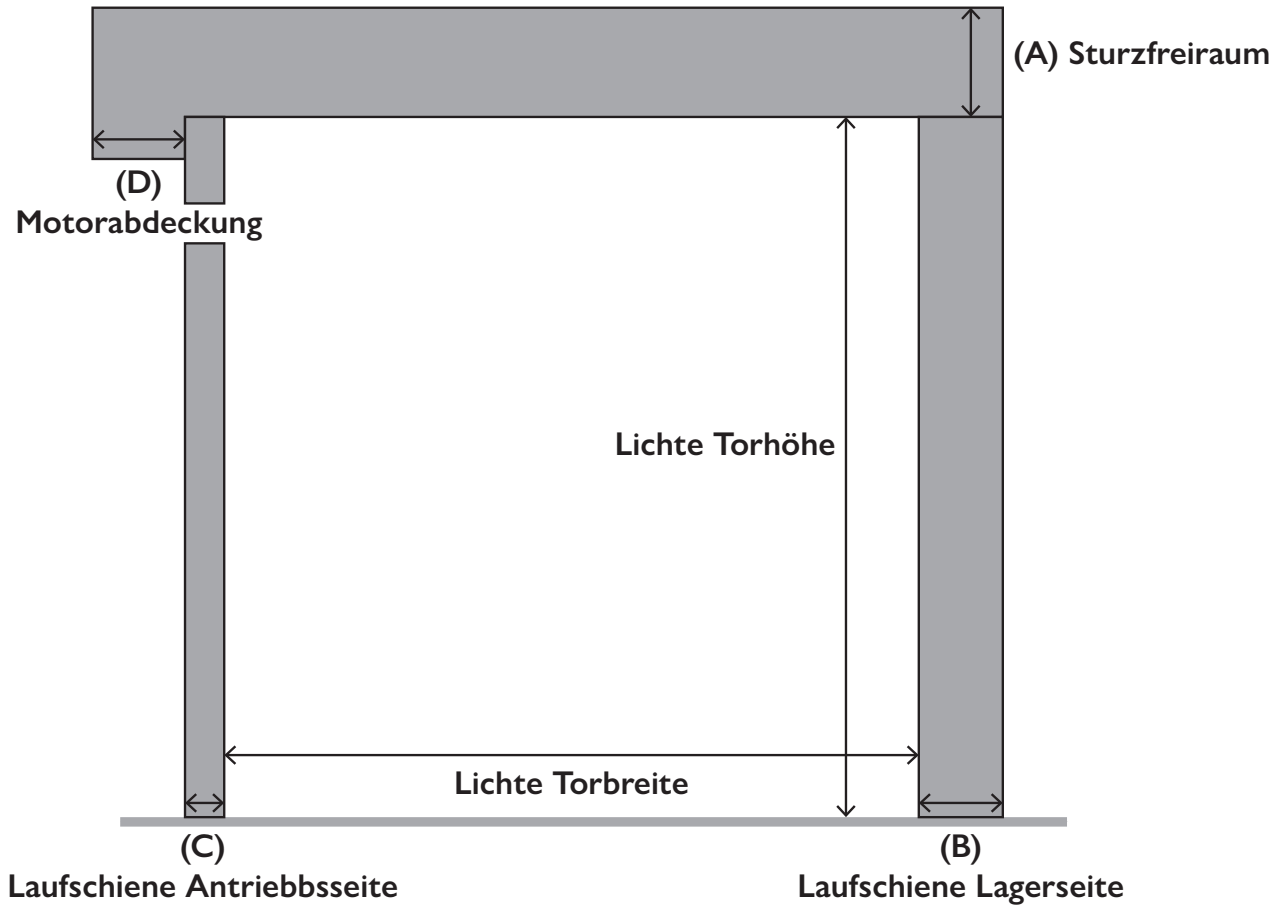 (A) Sturzfreiraum
(D)
Motorabdeckung
Lichte Torhöhe
Lichte Torbreite
(C)
Laufschiene Antriebbsseite
(B)
Laufschiene Lagerseite